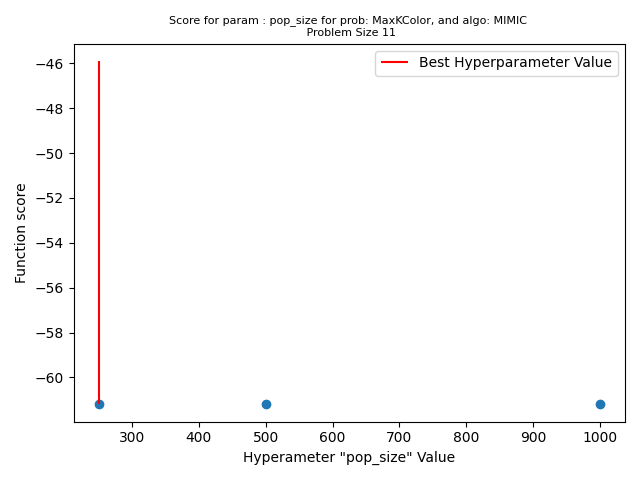 Score for param : pop_size for prob: MaxKColor, and algo: MIMIC
Problem Size 11
Best Hyperparameter Value
Function score
−46
−48
−50
−52
−54
−56
−58
−60
300 400 500 600 700 800 900 1000
Hyperameter "pop_size" Value